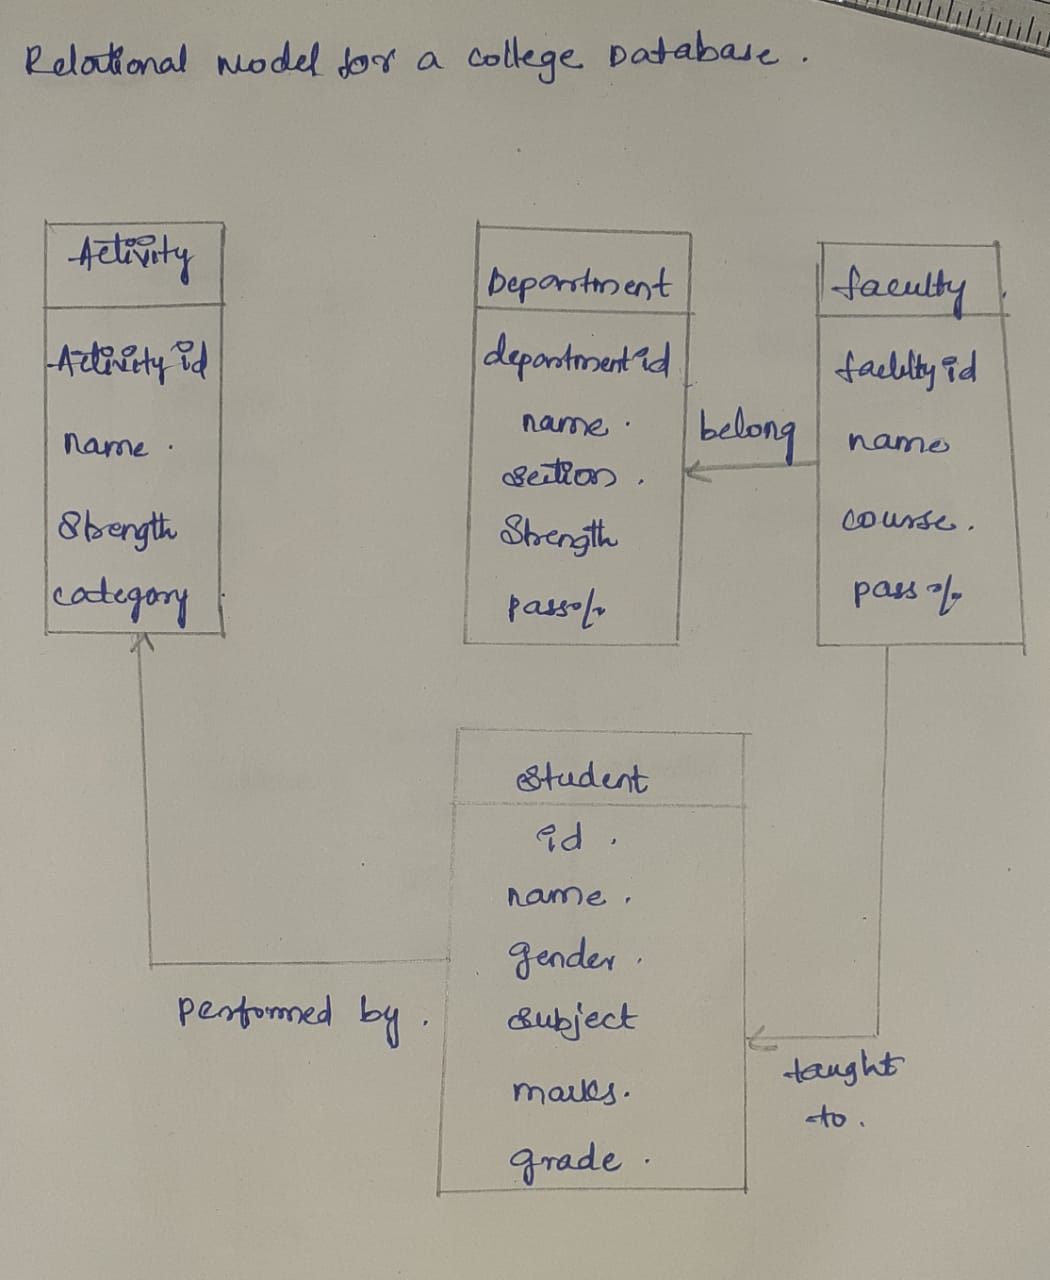 Relational model for a college Database.
Activity
Activity id
name.
Strength
category
Department
department id
name.
section.
Strength
pass%
belong
faculty
faculty id
name
course.
pass %
Student
id.
name.
gender.
subject
marks.
grade.
performed by.
taught
to.